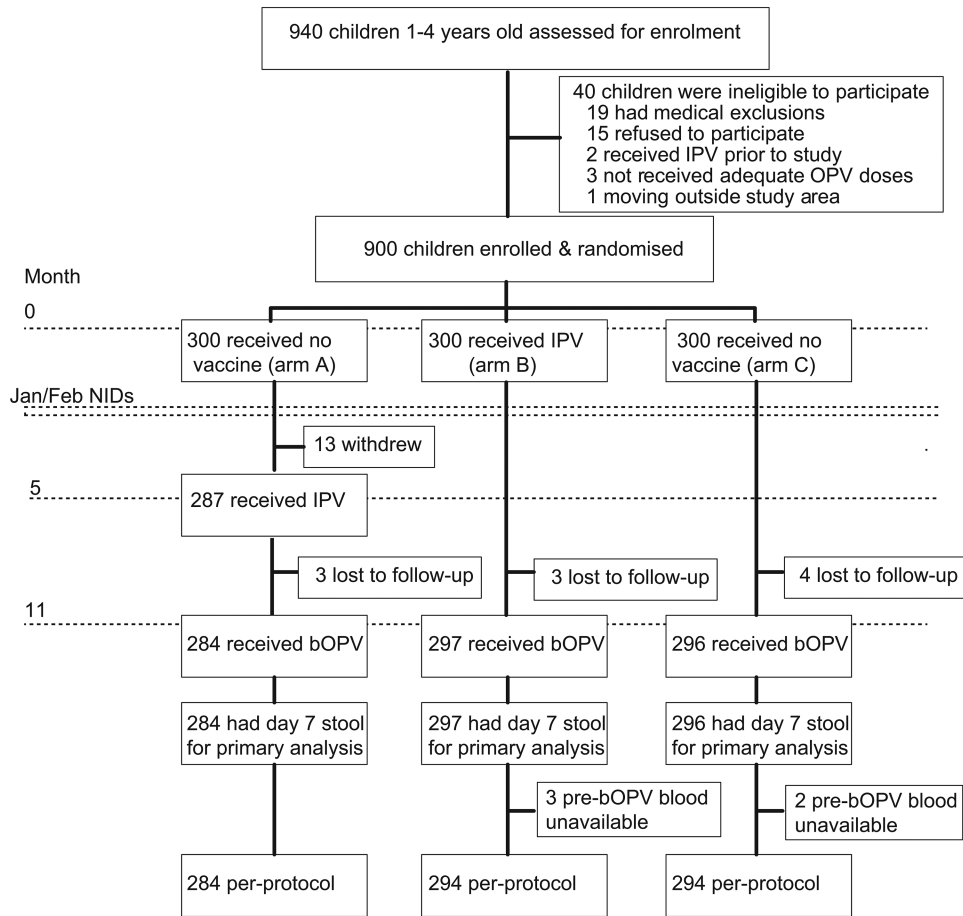 940 children 1-4 years old assessed for enrolment
40 children were ineligible to participate
19 had medical exclusions
15 refused to participate
2 received IPV prior to study
3 not received adequate OPV doses
1 moving outside study area
900 children enrolled & randomised
Month
0
300 received no
vaccine (arm A)
300 received IPV
(arm B)
300 received no
vaccine (arm C)
Jan/Feb NIDs
13 withdrew
5
287 received IPV
3 lost to follow-up
3 lost to follow-up
4 lost to follow-up
11
284 received bOPV
297 received bOPV
296 received bOPV
284 had day 7 stool
for primary analysis
297 had day 7 stool
for primary analysis
296 had day 7 stool
for primary analysis
3 pre-bOPV blood
unavailable
2 pre-bOPV blood
unavailable
284 per-protocol
294 per-protocol
294 per-protocol